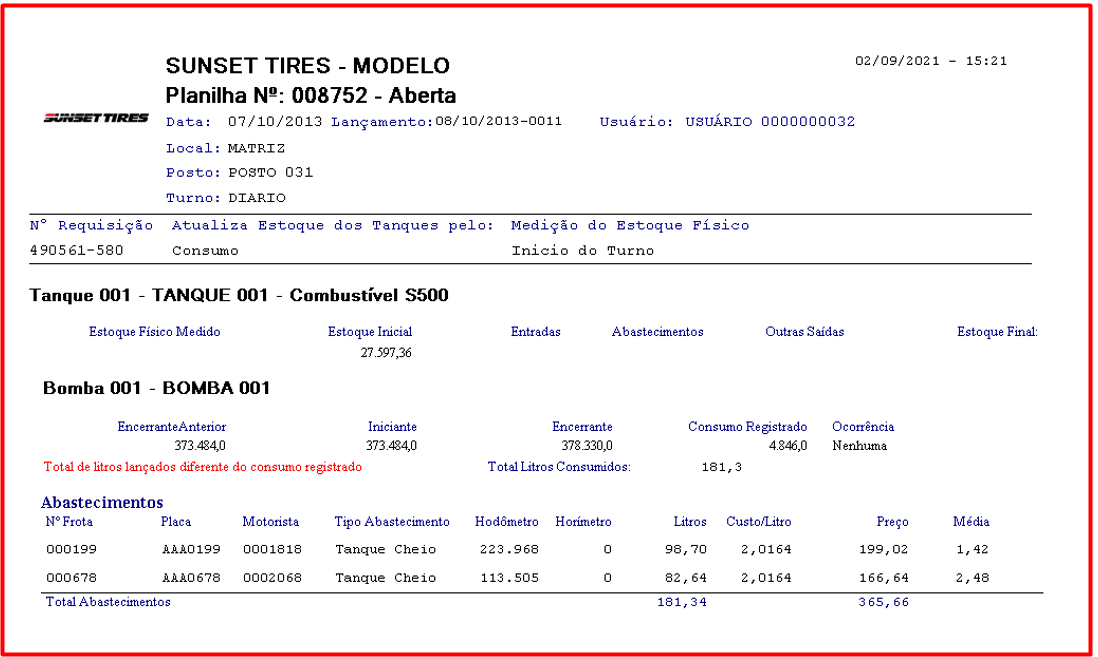 02/09/2021 - 15:21
SUNSET TIRES - MODELO
Planilha Nº: 008752 - Aberta
SUNSET TIRES
Data: 07/10/2013 Lançamento:08/10/2013-0011 Usuário: USUÁRIO 0000000032
Local: MATRIZ
Posto: POSTO 031
Turno: DIARIO
N° Requisição Atualiza Estoque dos Tanques pelo: Medição do Estoque Físico
490561-580 Consumo Inicio do Turno
Tanque 001 - TANQUE 001 - Combustível S500
Estoque Físico Medido Estoque Inicial Entradas Abastecimentos Outras Saídas Estoque Final:
27.597,36
Bomba 001 - BOMBA 001
EncerranteAnterior Iniciante Encerrante Consumo Registrado Ocorrência
373.484,0 373.484,0 378.330,0 4.846,0 Nenhuma
Total de litros lançados diferente do consumo registrado Total Litros Consumidos: 181,3
Abastecimentos
Nº Frota Placa Motorista Tipo Abastecimento Hodômetro Horímetro Litros Custo/Litro Preço Média
000199 AAA0199 0001818 Tanque Cheio 223.968 0 98,70 2,0164 199,02 1,42
000678 AAA0678 0002068 Tanque Cheio 113.505 0 82,64 2,0164 166,64 2,48
Total Abastecimentos 181,34 365,66